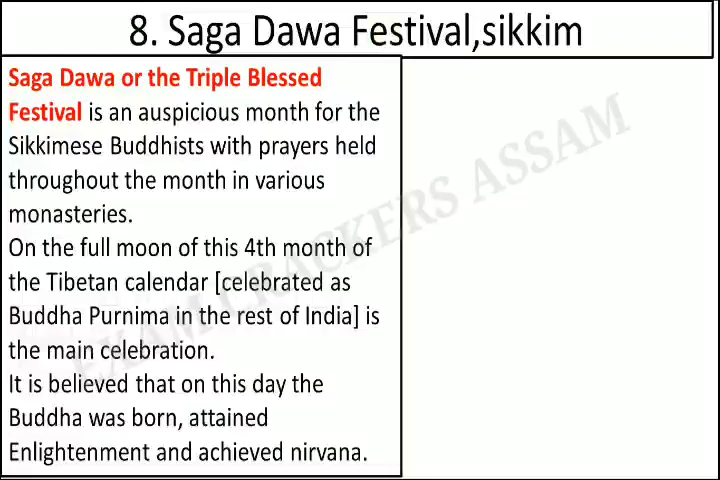 8. Saga Dawa Festival,sikkim
Saga Dawa or the Triple Blessed
Festival is an auspicious month for the
Sikkimese Buddhists with prayers held
throughout the month in various
monasteries.
On the full moon of this 4th month of
the Tibetan calendar [celebrated as
Buddha Purnima in the rest of India] is
the main celebration.
It is believed that on this day the
Buddha was born, attained
Enlightenment and achieved nirvana.
EXAM CRACKERS ASSAM